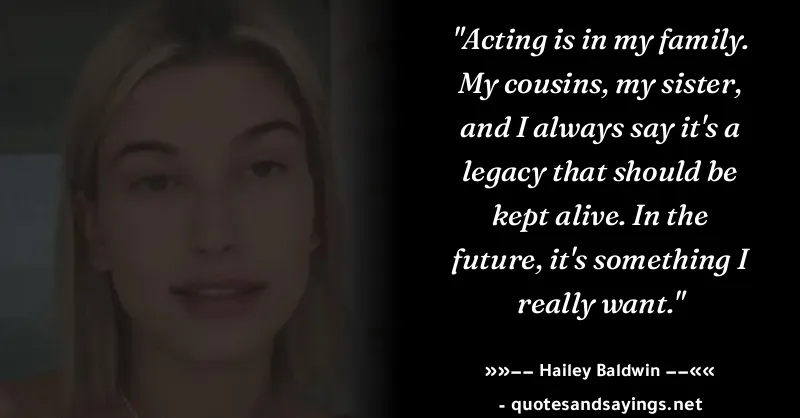 "Acting is in my family.
My cousins, my sister,
and I always say it's a
legacy that should be
kept alive. In the
future, it's something I
really want."
»»-- Hailey Baldwin --««
- quotesandsayings.net